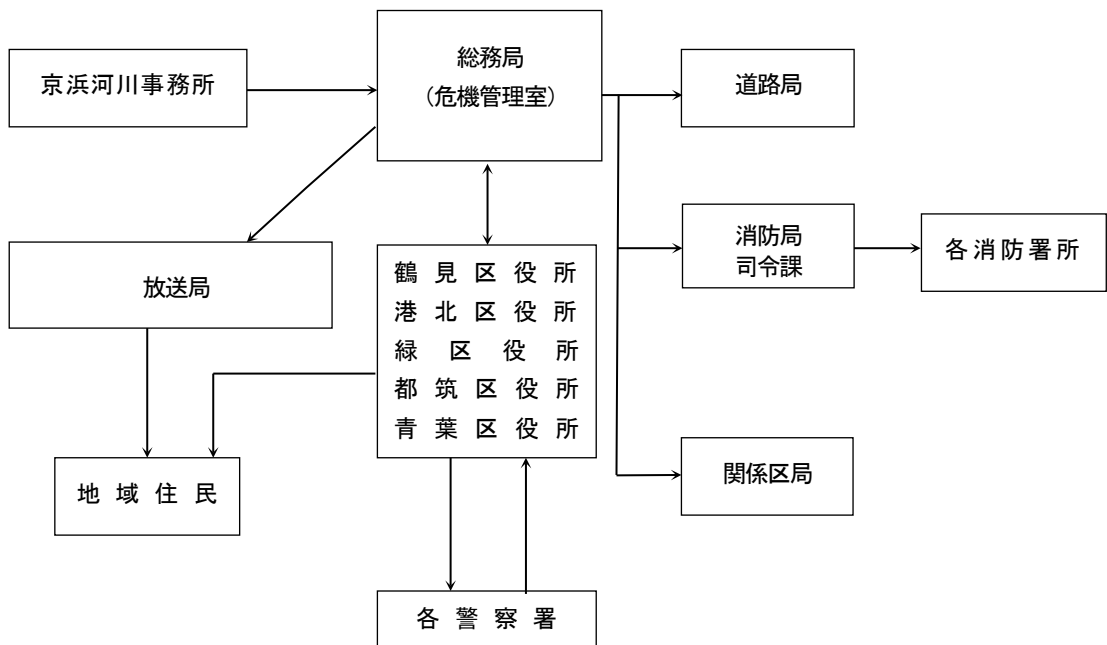 京浜河川事務所
総務局
（危機管理室）
道路局
消防局
司令課
各消防署所
放送局
鶴見区役所
港北区役所
緑区役所
都筑区役所
青葉区役所
地域住民
関係区局
各警察署